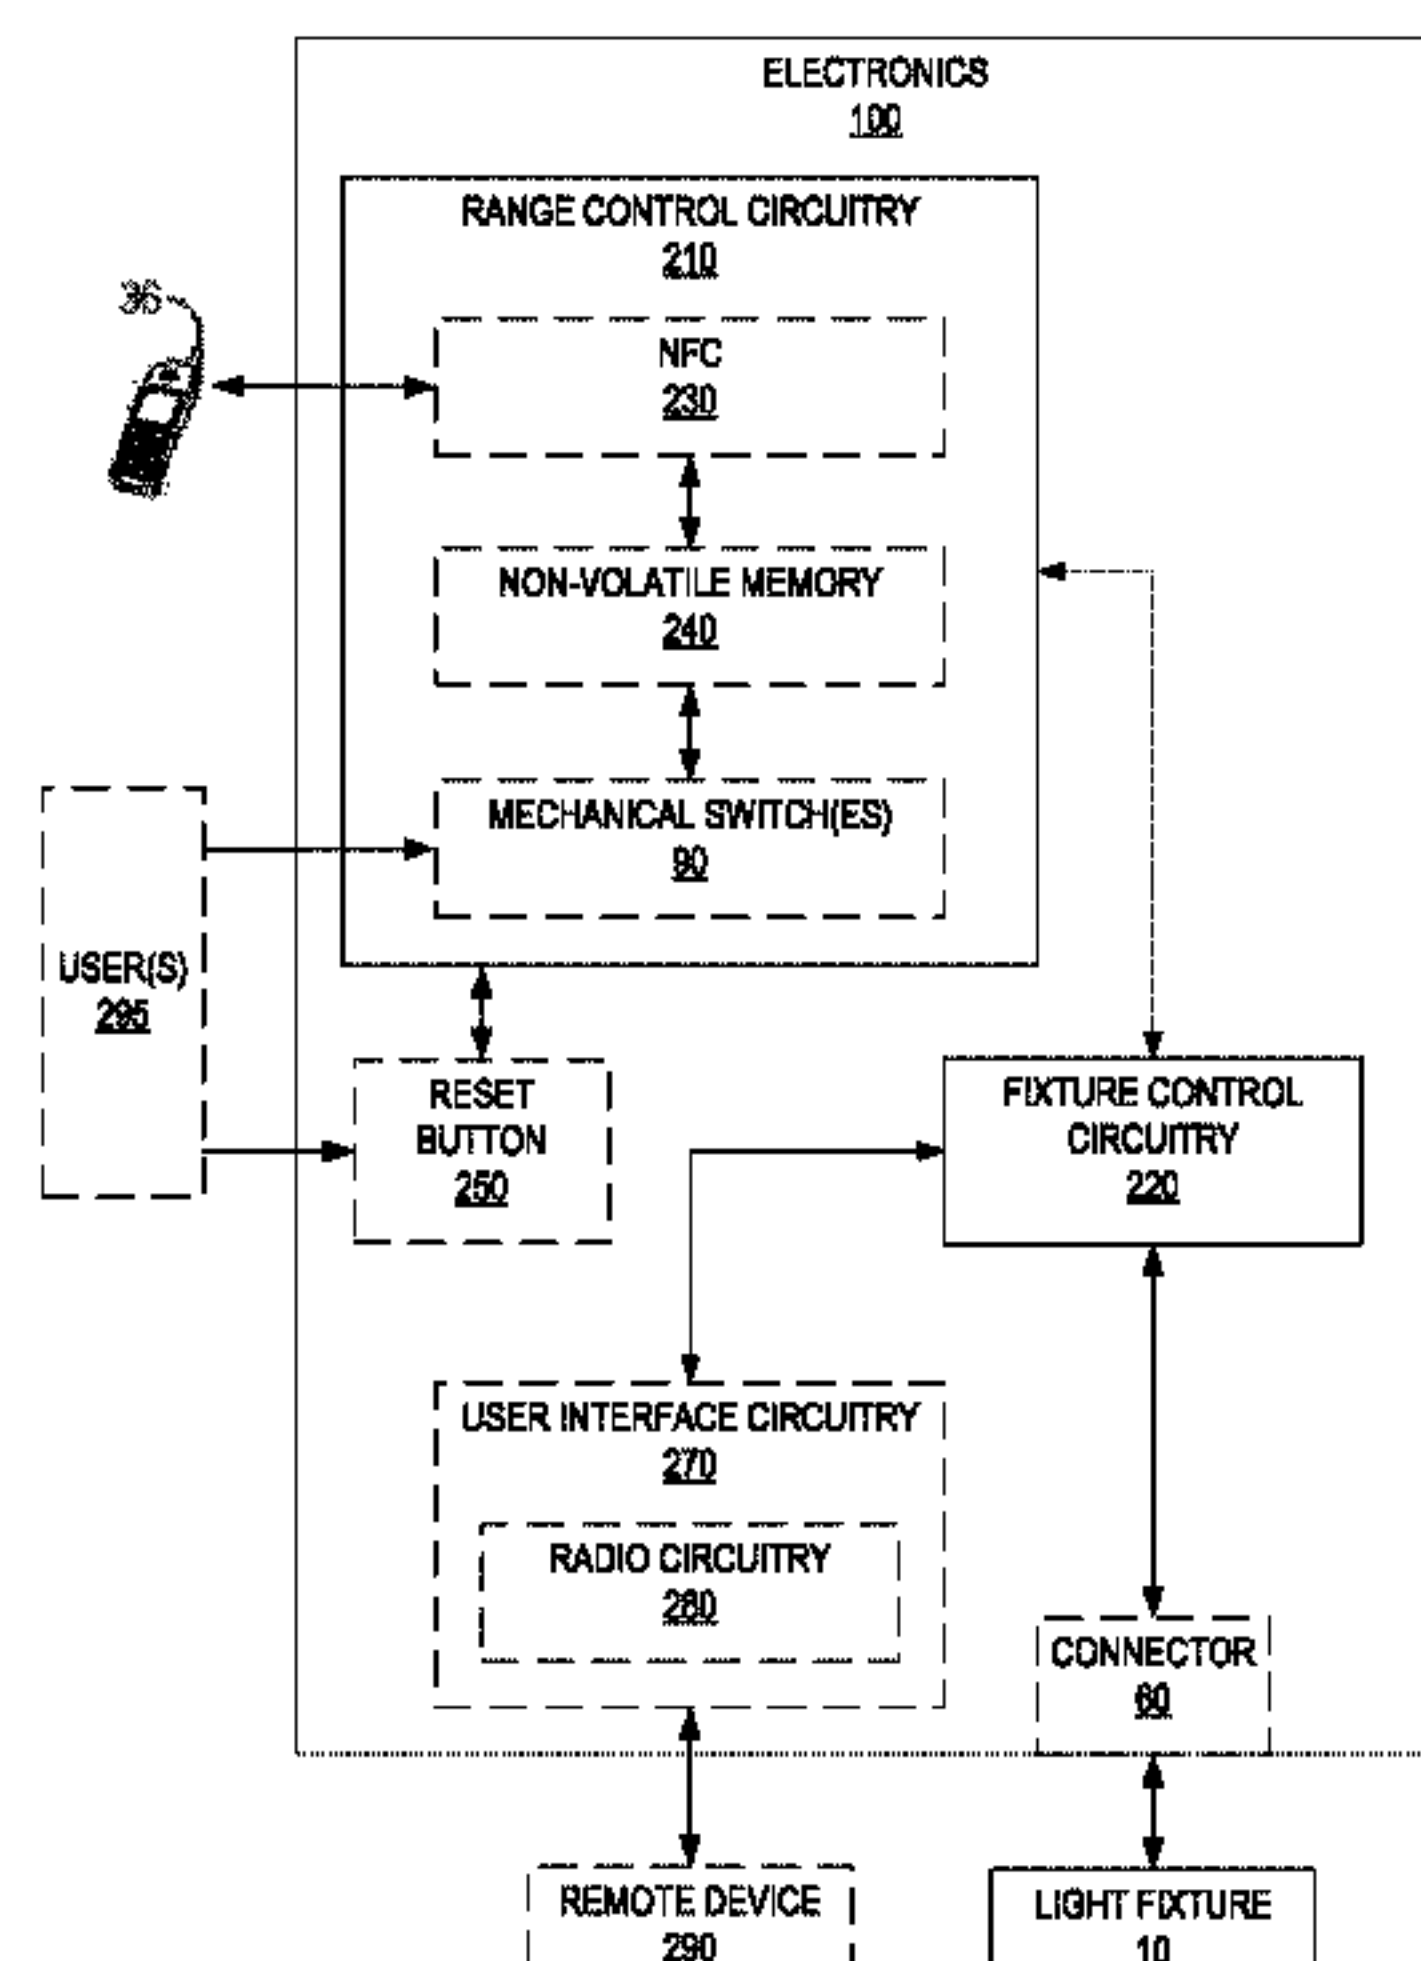 ELECTRONICS
100
RANGE CONTROL CIRCUITRY
210
36
NFC
230
NON-VOLATILE MEMORY
240
MECHANICAL SWITCH(ES)
90
USER(S)
295
RESET
BUTTON
250
FIXTURE CONTROL
CIRCUITRY
220
USER INTERFACE CIRCUITRY
270
RADIO CIRCUITRY
280
CONNECTOR
60
REMOTE DEVICE
290
LIGHT FIXTURE
10